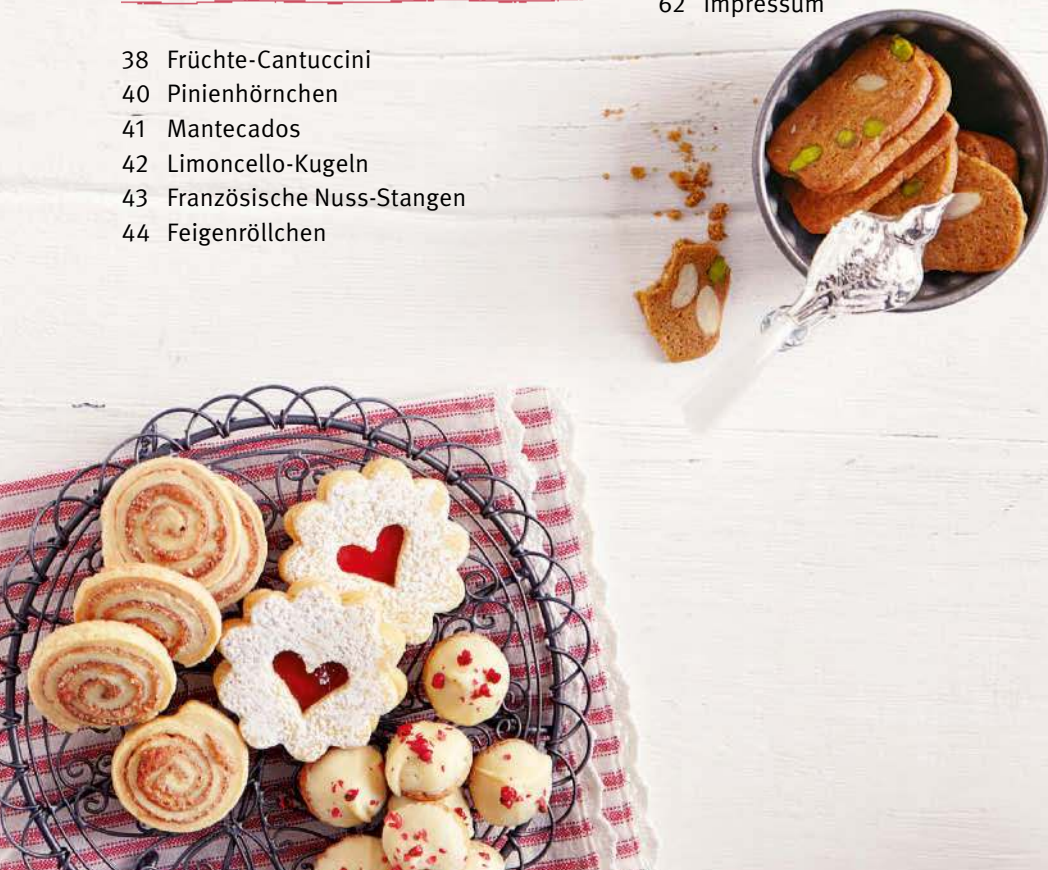 38 Früchte-Cantuccini
40 Pinienhörnchen
41 Mantecados
42 Limoncello-Kugeln
43 Französische Nuss-Stangen
44 Feigenröllchen
62 Impressum